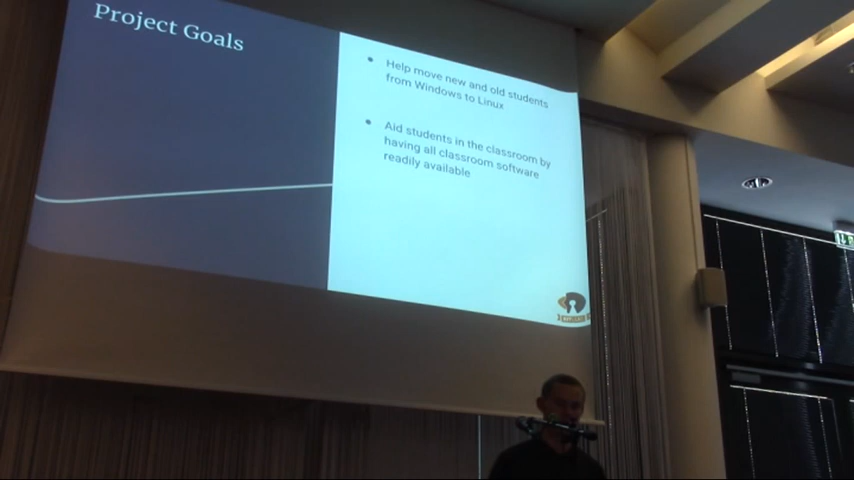 Project Goals
Help move new and old students
from Windows to Linux
Aid students in the classroom by
having all classroom software
readily available